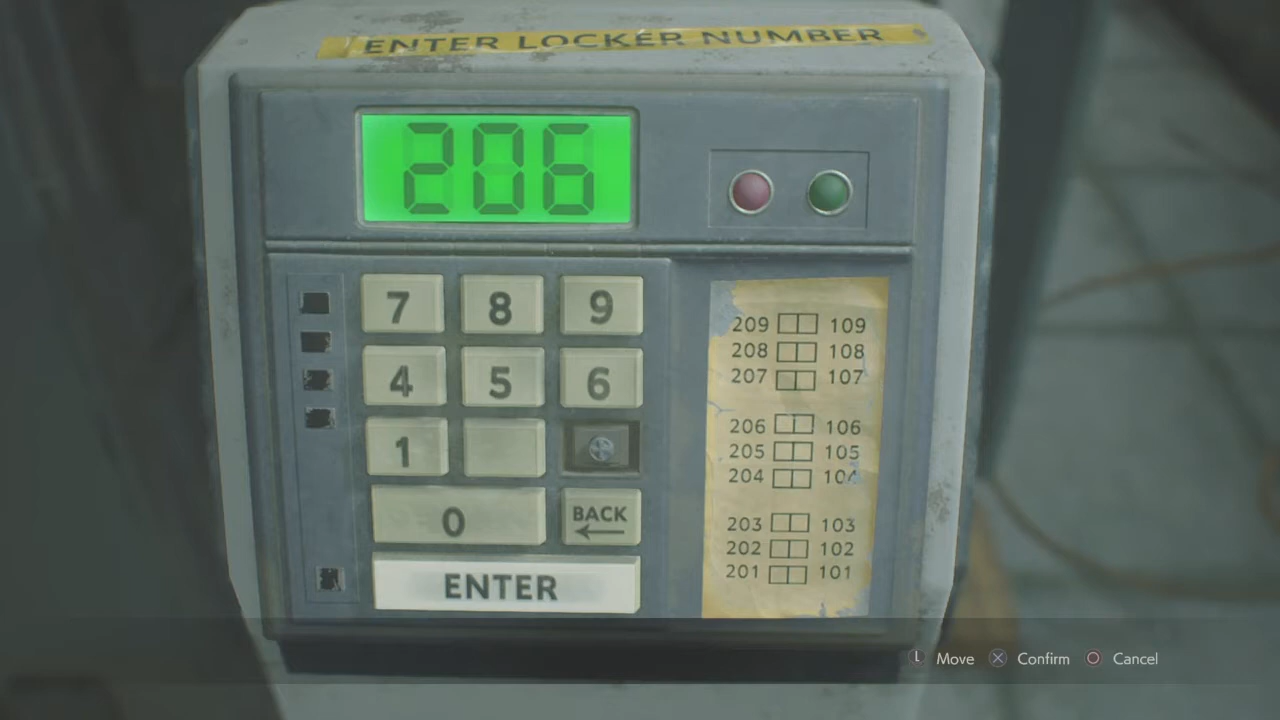 ENTER LOCKER NUMBER
206
7 8 9
4 5 6
1
0 BACK
ENTER
209 109
208 108
207 107
206 106
205 105
204 104
203 103
202 102
201 101
L Move Confirm Cancel